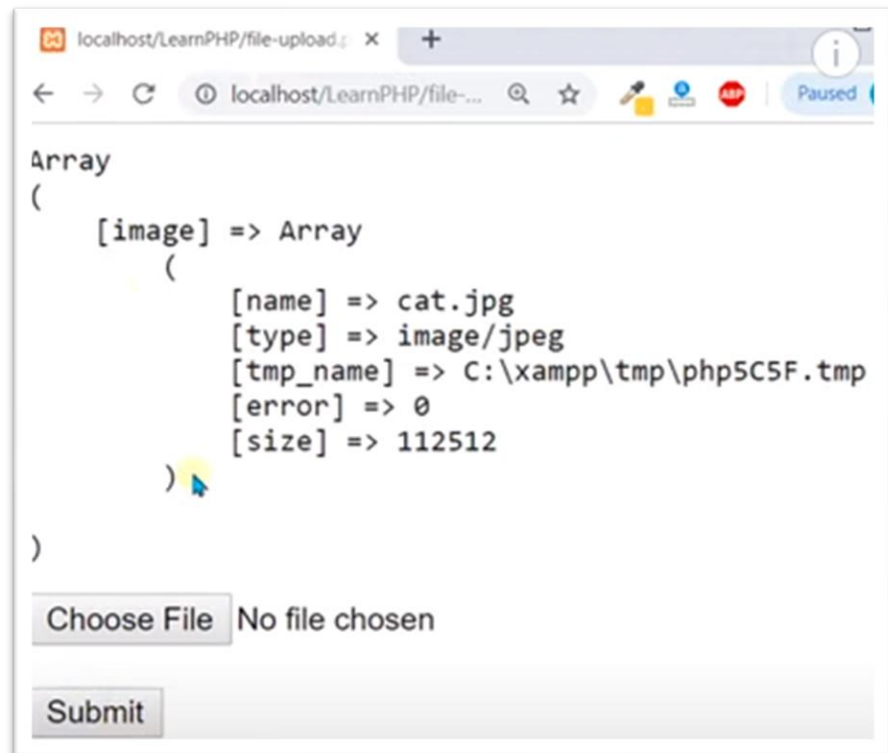 localhost/LearnPHP/file-upload.p
localhost/LearnPHP/file-...
ABP
Paused
Array
(
[image] => Array
(
[name] => cat.jpg
[type] => image/jpeg
[tmp_name] => C:\xampp\tmp\php5C5F.tmp
[error] => 0
[size] => 112512
)
)
Choose File No file chosen
Submit